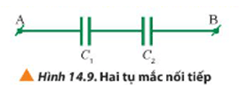 A B
C₁ C₂
Hình 14.9. Hai tụ mắc nối tiếp